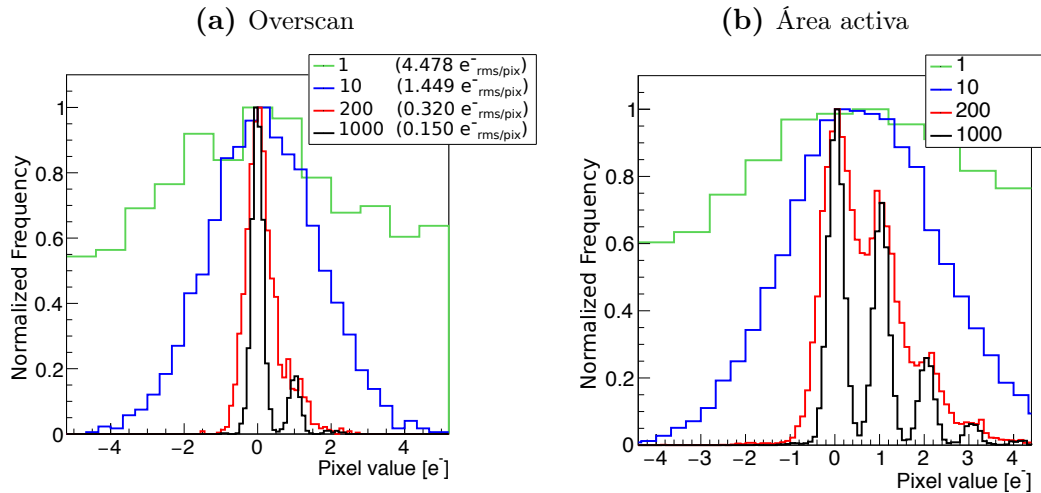 (a) Overscan
1 (4.478 e⁻rms/pix)
10 (1.449 e⁻rms/pix)
200 (0.320 e⁻rms/pix)
1000 (0.150 e⁻rms/pix)
Normalized Frequency
1
0.8
0.6
0.4
0.2
0
−4 −2 0 2 4
Pixel value [e⁻]
(b) Área activa
1
10
200
1000
Normalized Frequency
1
0.8
0.6
0.4
0.2
0
−4 −3 −2 −1 0 1 2 3 4
Pixel value [e⁻]